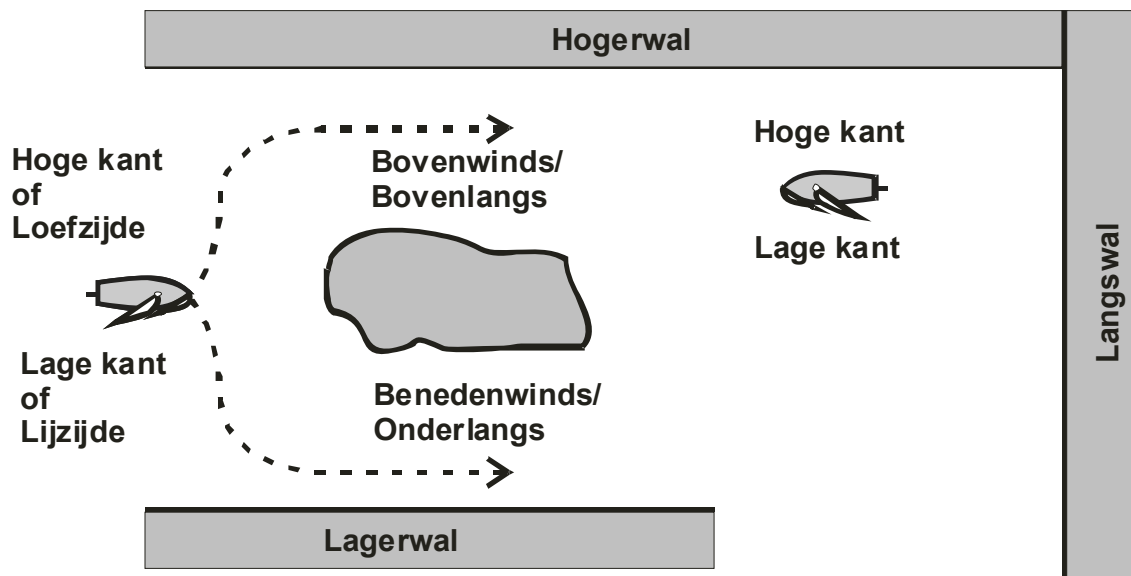 Hogerwal
Hoge kant
of
Loefzijde
Bovenwinds/
Bovenlangs
Hoge kant
Lage kant
Langswal
Lage kant
of
Lijzijde
Benedenwinds/
Onderlangs
Lagerwal